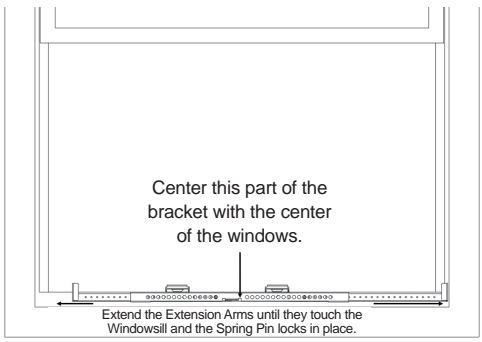 Center this part of the
bracket with the center
of the windows.
Extend the Extension Arms until they touch the
Windowsill and the Spring Pin locks in place.